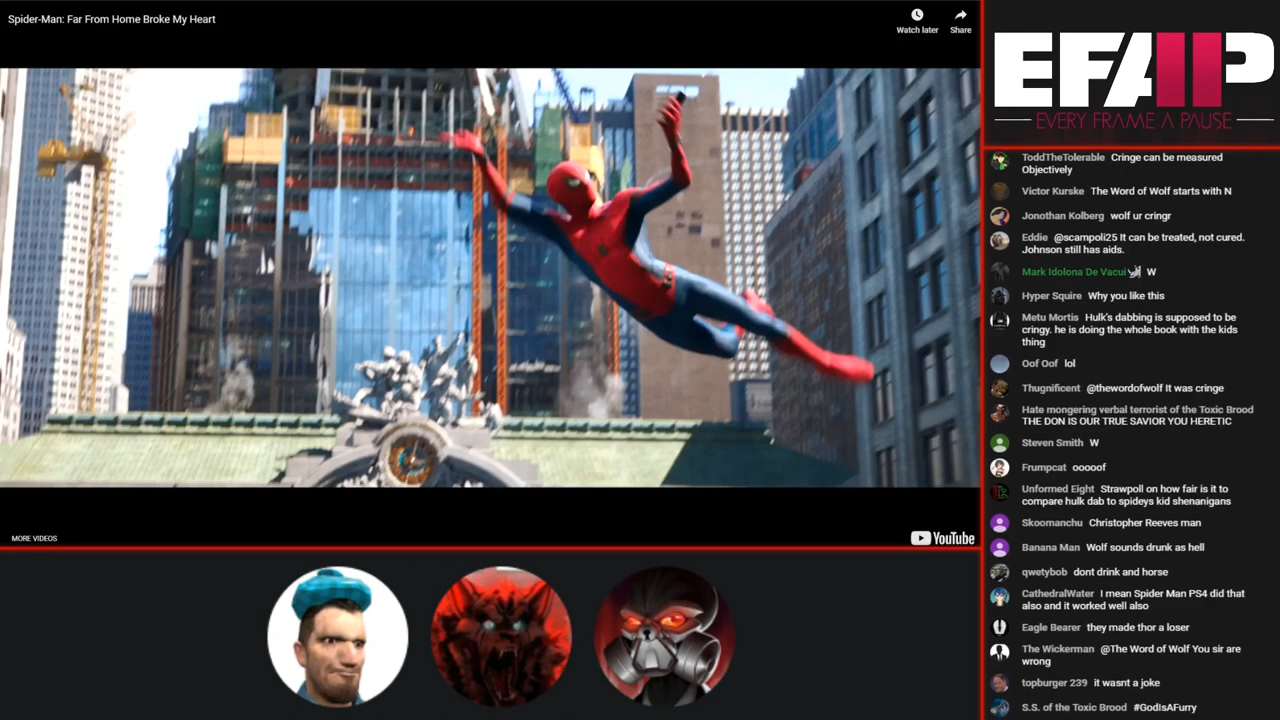 Spider-Man: Far From Home Broke My Heart
Watch later
Share
MORE VIDEOS
YouTube
EFAP
EVERY FRAME A PAUSE
ToddTheTolerable Cringe can be measured
Objectively
Victor Kurske The Word of Wolf starts with N
Jonothan Kolberg wolf ur cringr
Eddie @scampoli25 It can be treated, not cured.
Johnson still has aids.
Mark Idolona De Vacui W
Hyper Squire Why you like this
Metu Mortis Hulk's dabbing is supposed to be
cringy. he is doing the whole book with the kids
thing
Oof Oof lol
Thugnificent @thewordofwolf It was cringe
Hate mongering verbal terrorist of the Toxic Brood
THE DON IS OUR TRUE SAVIOR YOU HERETIC
Steven Smith W
Frumpcat ooooof
Unformed Eight Strawpoll on how fair is it to
compare hulk dab to spideys kid shenanigans
Skoomanchu Christopher Reeves man
Banana Man Wolf sounds drunk as hell
qwetybob dont drink and horse
CathedralWater I mean Spider Man PS4 did that
also and it worked well also
Eagle Bearer they made thor a loser
The Wickerman @The Word of Wolf You sir are
wrong
topburger 239 it wasnt a joke
S.S. of the Toxic Brood #GodIsAFurry